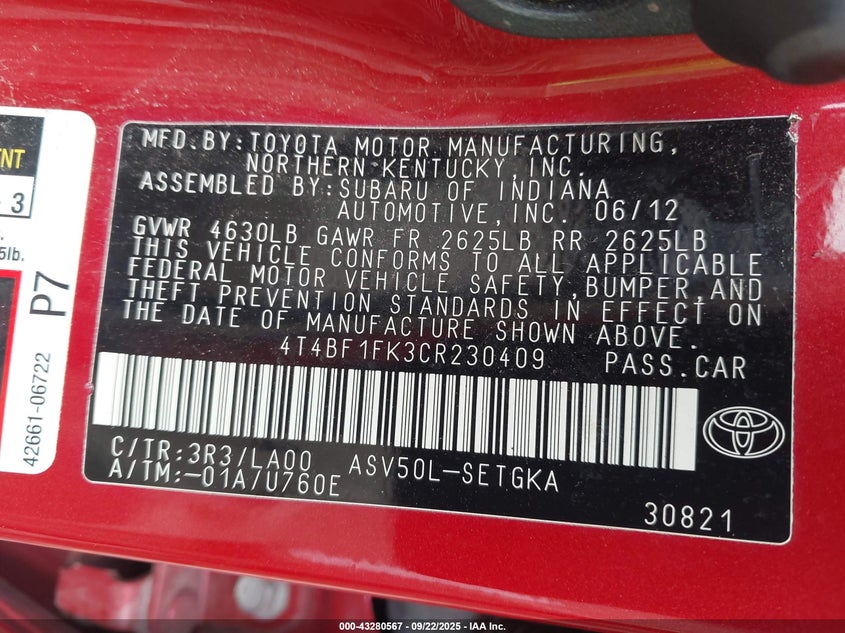 MFD.BY:TOYOTA MOTOR MANUFACTURING,
NORTHERN KENTUCKY,INC.
ASSEMBLED BY:SUBARU OF INDIANA
AUTOMOTIVE,INC. 06/12
GVWR 4630LB GAWR FR 2625LB RR 2625LB
THIS VEHICLE CONFORMS TO ALL APPLICABLE
FEDERAL MOTOR VEHICLE SAFETY,BUMPER,AND
THEFT PREVENTION STANDARDS IN EFFECT ON
THE DATE OF MANUFACTURE SHOWN ABOVE.
4T4BF1FK3CR230409 PASS.CAR
C/TR:3R3/LA00 ASV50L-SETGKA
A/TM:-01A/U760E
30821
3
5lb.
P7
42661-06722
000-43280567 - 09/22/2025 - IAA Inc.